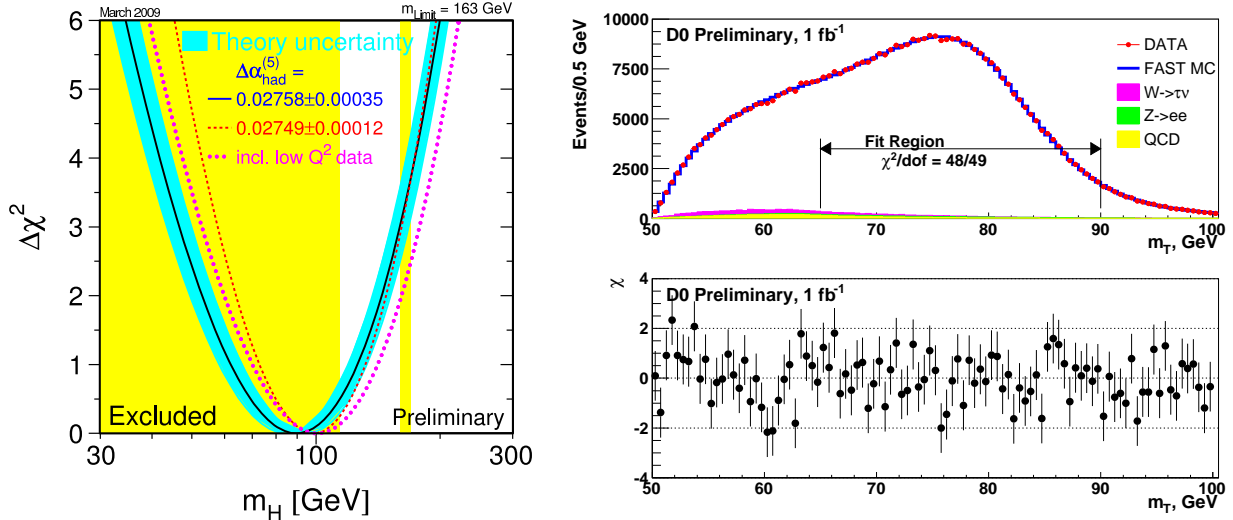 March 2009
m_Limit = 163 GeV
6
5
4
3
2
1
0
Δχ²
Theory uncertainty
Δα_had^(5) =
0.02758±0.00035
0.02749±0.00012
incl. low Q² data
Excluded
Preliminary
30
100
300
m_H [GeV]
10000
7500
5000
2500
0
Events/0.5 GeV
D0 Preliminary, 1 fb⁻¹
DATA
FAST MC
W->τν
Z->ee
QCD
Fit Region
χ²/dof = 48/49
50
60
70
80
90
100
m_T, GeV
χ
4
2
0
-2
-4
D0 Preliminary, 1 fb⁻¹
50
60
70
80
90
100
m_T, GeV